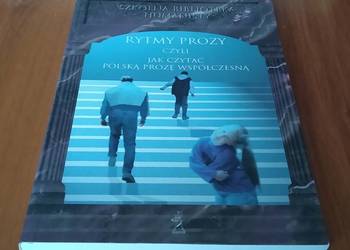 SZKOLNA BIBLIOTEKA
HUMANISTY
RYTMY PROZY
CZYLI
JAK CZYTAĆ
POLSKĄ PROZĘ WSPÓŁCZESNĄ